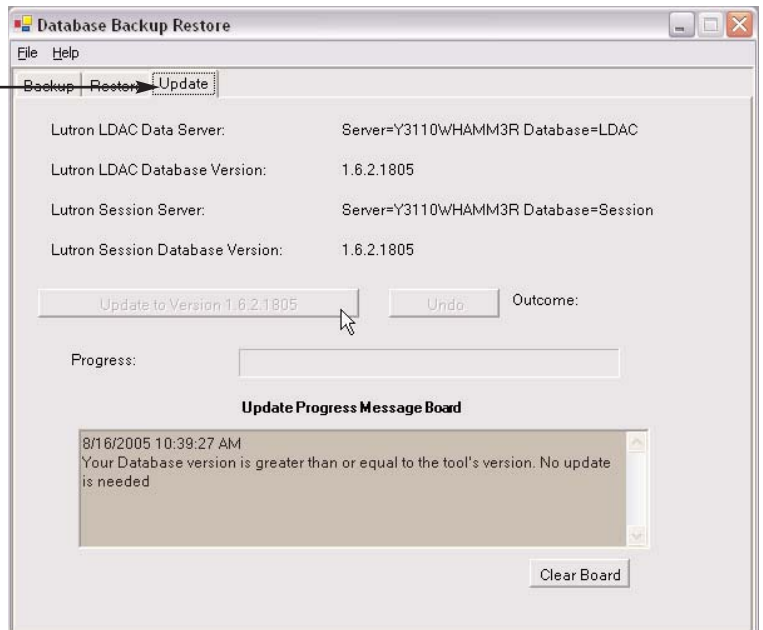 Database Backup Restore
File Help
Backup Restore Update
Lutron LDAC Data Server: Server=Y3110WHAMM3R Database=LDAC
Lutron LDAC Database Version: 1.6.2.1805
Lutron Session Server: Server=Y3110WHAMM3R Database=Session
Lutron Session Database Version: 1.6.2.1805
Update to Version 1.6.2.1805 Undo Outcome:
Progress:
Update Progress Message Board
8/16/2005 10:39:27 AM
Your Database version is greater than or equal to the tool's version. No update
is needed
Clear Board